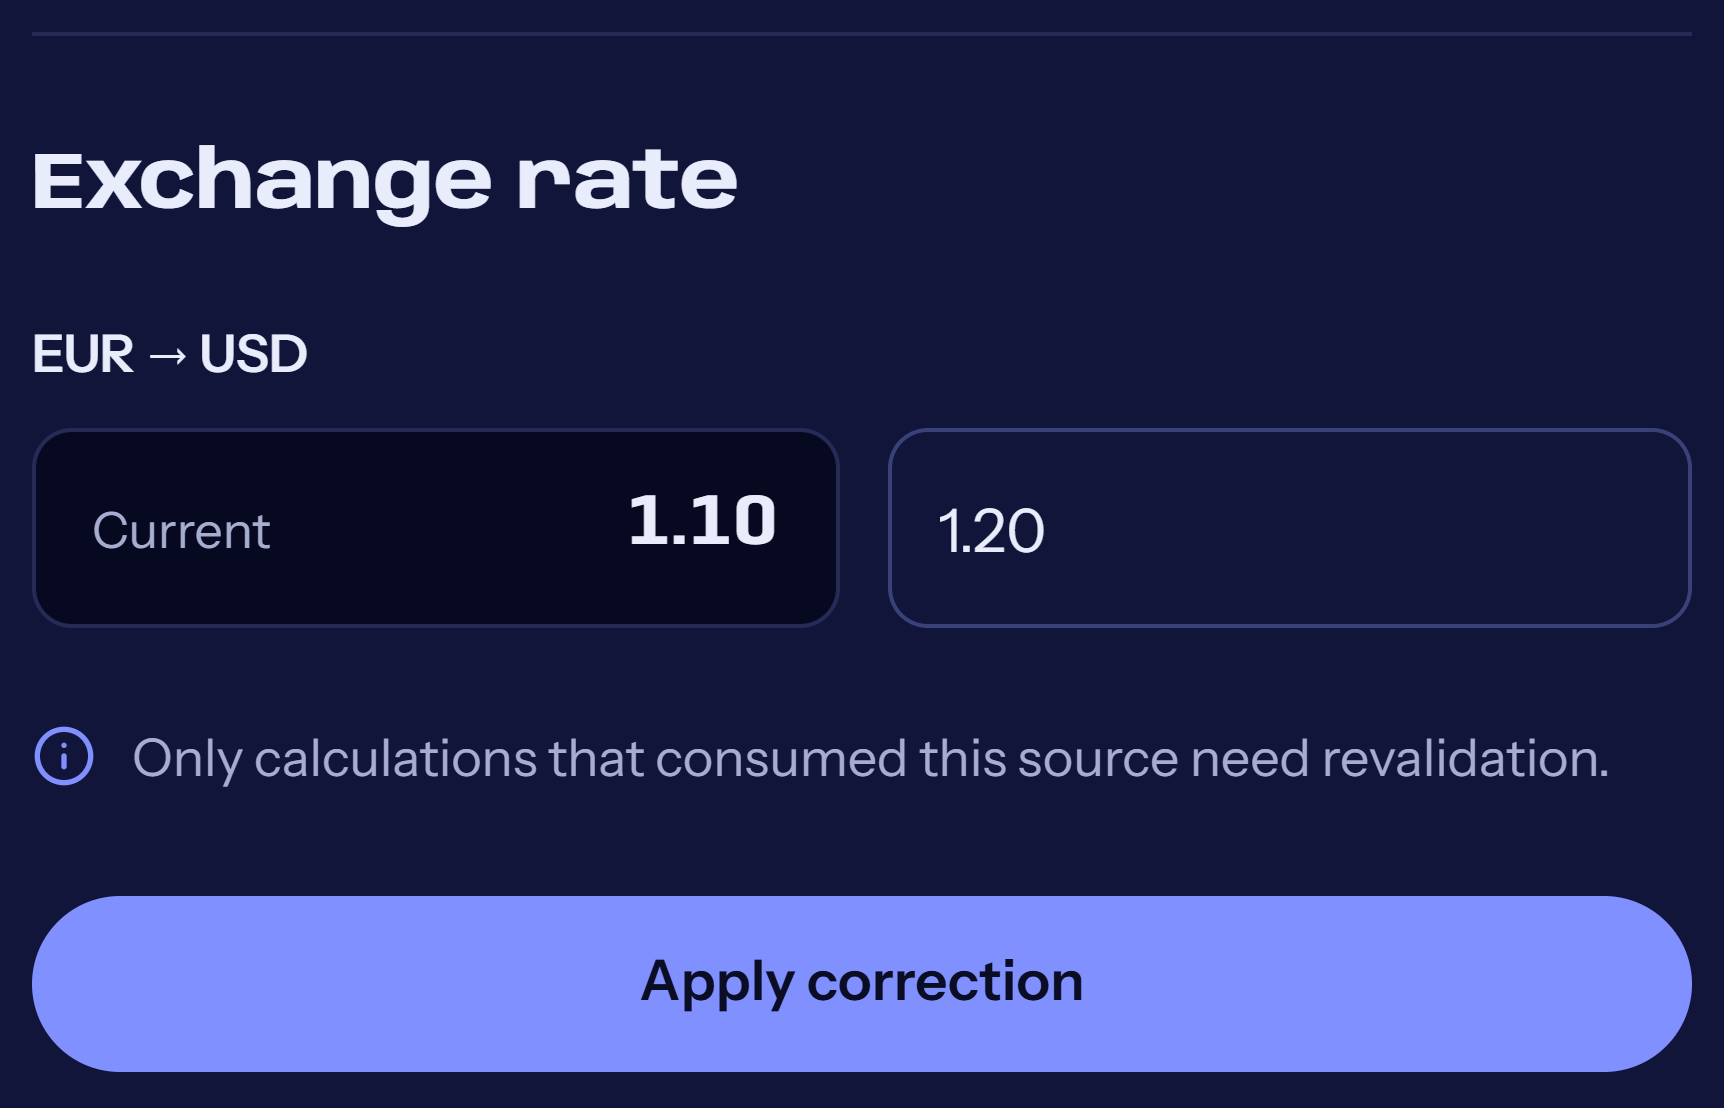 Exchange rate
EUR → USD
Current 1.10 1.20
Only calculations that consumed this source need revalidation.
Apply correction